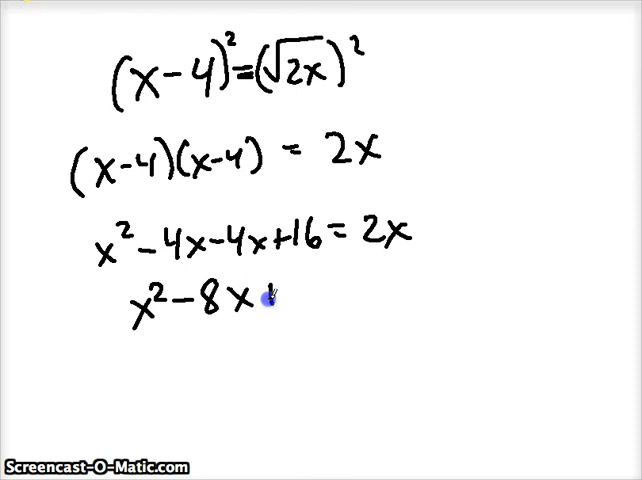 (x-4)²=(√2x)²
(x-4)(x-4) = 2x
x²-4x-4x+16=2x
x²-8x
Screencast-O-Matic.com